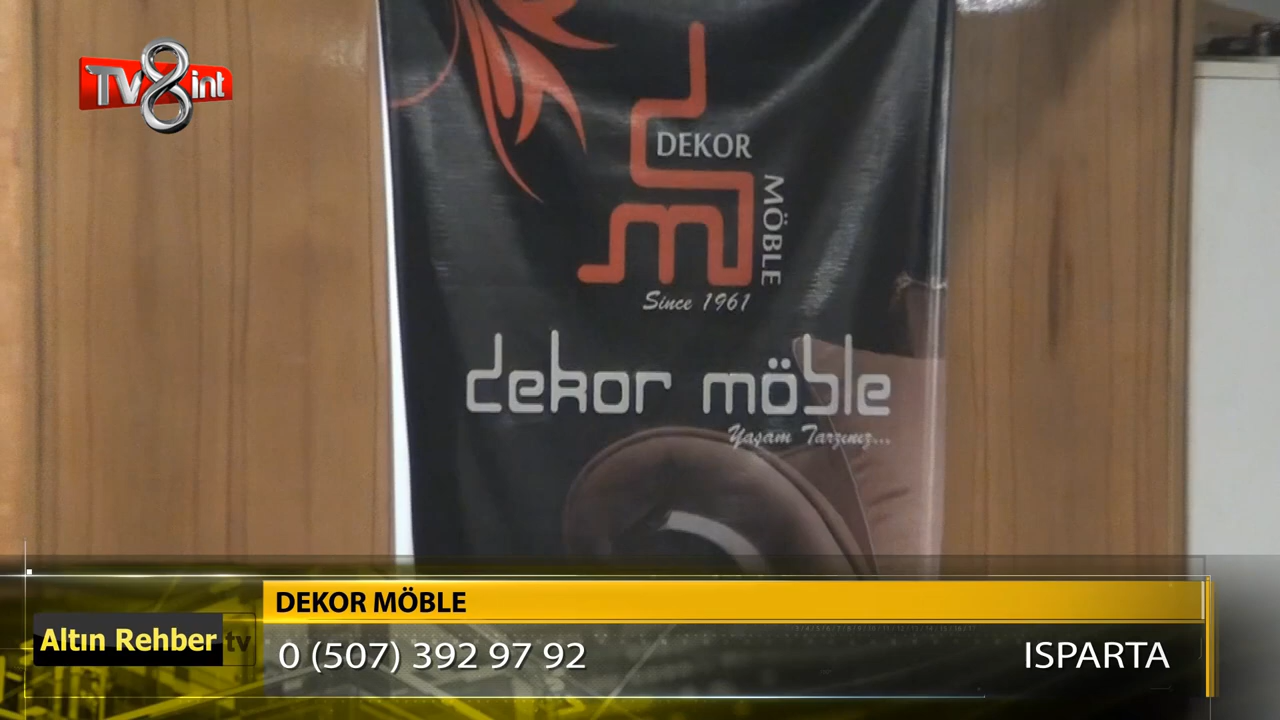 TV8int
DEKOR
MÖBLE
Since 1961
dekor möble
Yaşam Tarzınız...
DEKOR MÖBLE
Altın Rehber tv
0 (507) 392 97 92
ISPARTA